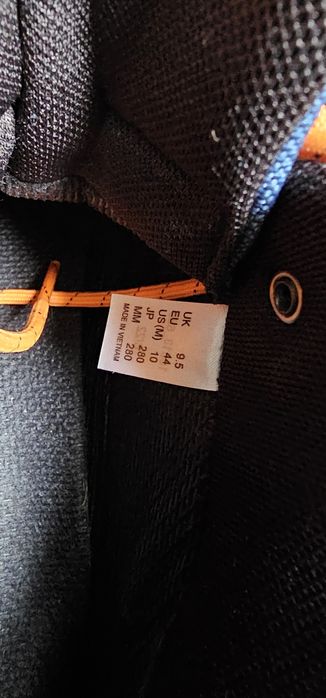 UK 9.5
EU 44
US (M) 10
JP 280
MM 280
MADE IN VIETNAM